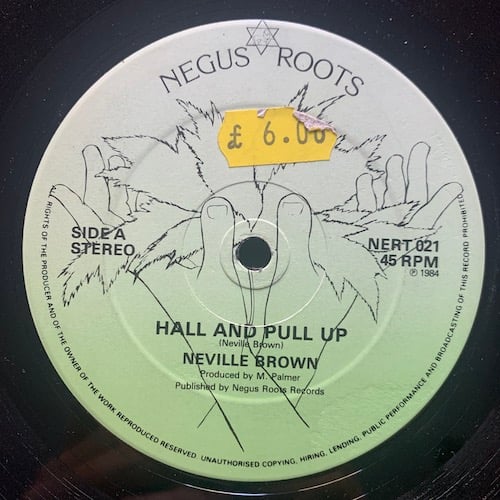 NEGUS ROOTS
£ 6.00
SIDE A
STEREO
NERT 021
45 RPM
℗ 1984
HALL AND PULL UP
(Neville Brown)
NEVILLE BROWN
Produced by M. Palmer
Published by Negus Roots Records
ALL RIGHTS OF THE PRODUCER AND OF THE OWNER OF THE WORK REPRODUCED RESERVED. UNAUTHORISED COPYING, HIRING, LENDING, PUBLIC PERFORMANCE AND BROADCASTING OF THIS RECORD PROHIBITED